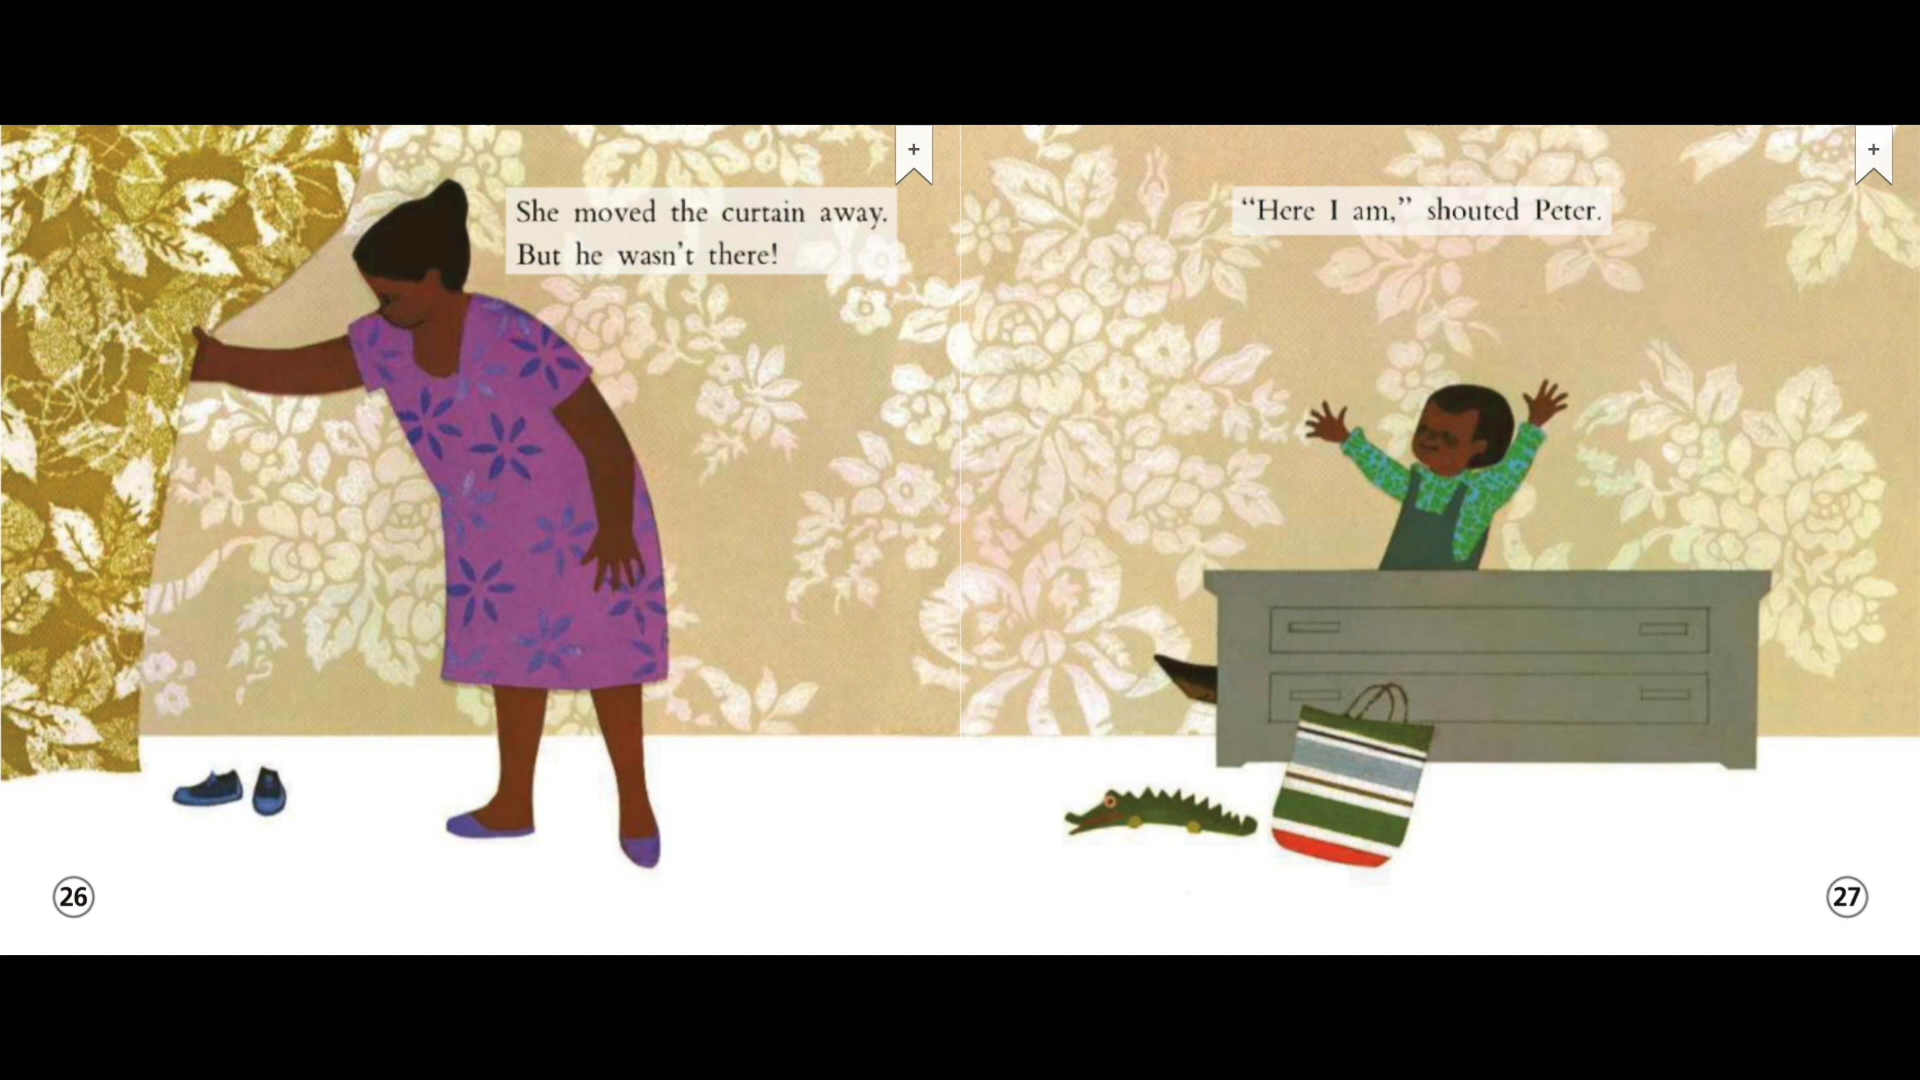 She moved the curtain away.
But he wasn't there!
“Here I am,” shouted Peter.
26
27